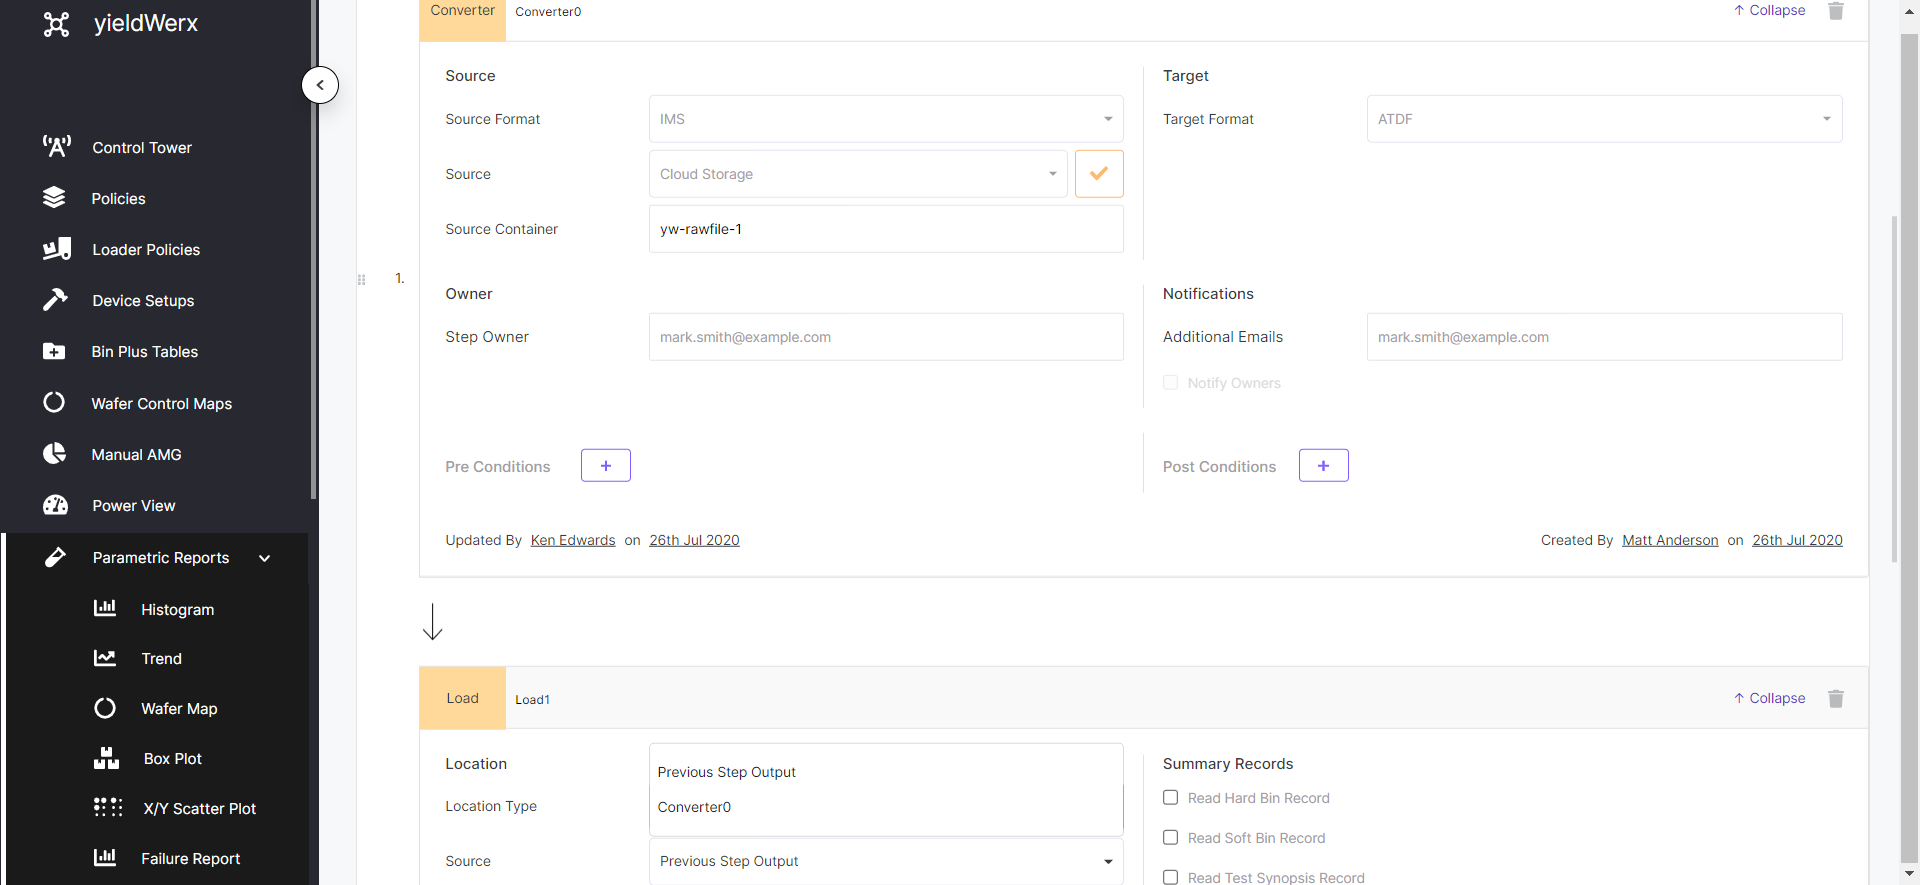 yieldWerx
Control Tower
Policies
Loader Policies
Device Setups
Bin Plus Tables
Wafer Control Maps
Manual AMG
Power View
Parametric Reports
Histogram
Trend
Wafer Map
Box Plot
X/Y Scatter Plot
Failure Report
Converter Converter0 Collapse
Source
Source Format IMS
Source Cloud Storage
Source Container yw-rawfile-1
Target
Target Format ATDF
1.
Owner
Step Owner mark.smith@example.com
Notifications
Additional Emails mark.smith@example.com
Notify Owners
Pre Conditions +
Post Conditions +
Updated By Ken Edwards on 26th Jul 2020
Created By Matt Anderson on 26th Jul 2020
Load Load1 Collapse
Location
Previous Step Output
Location Type Converter0
Source Previous Step Output
Summary Records
Read Hard Bin Record
Read Soft Bin Record
Read Test Synopsis Record